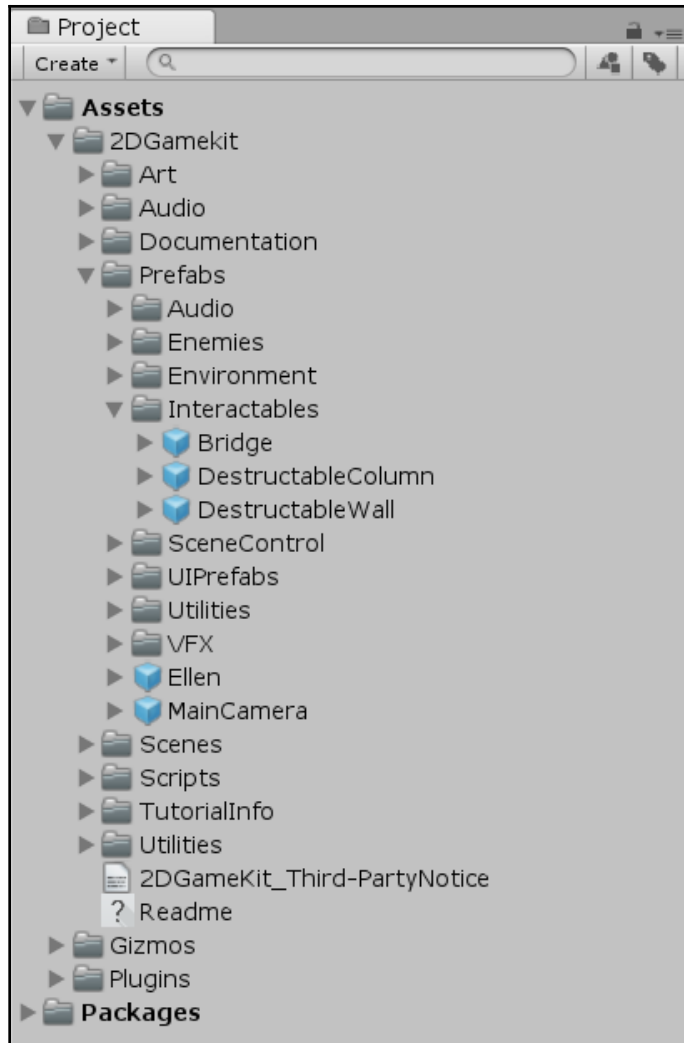 Project
Create
Assets
2DGamekit
Art
Audio
Documentation
Prefabs
Audio
Enemies
Environment
Interactables
Bridge
DestructableColumn
DestructableWall
SceneControl
UIPrefabs
Utilities
VFX
Ellen
MainCamera
Scenes
Scripts
TutorialInfo
Utilities
2DGameKit_Third-PartyNotice
Readme
Gizmos
Plugins
Packages